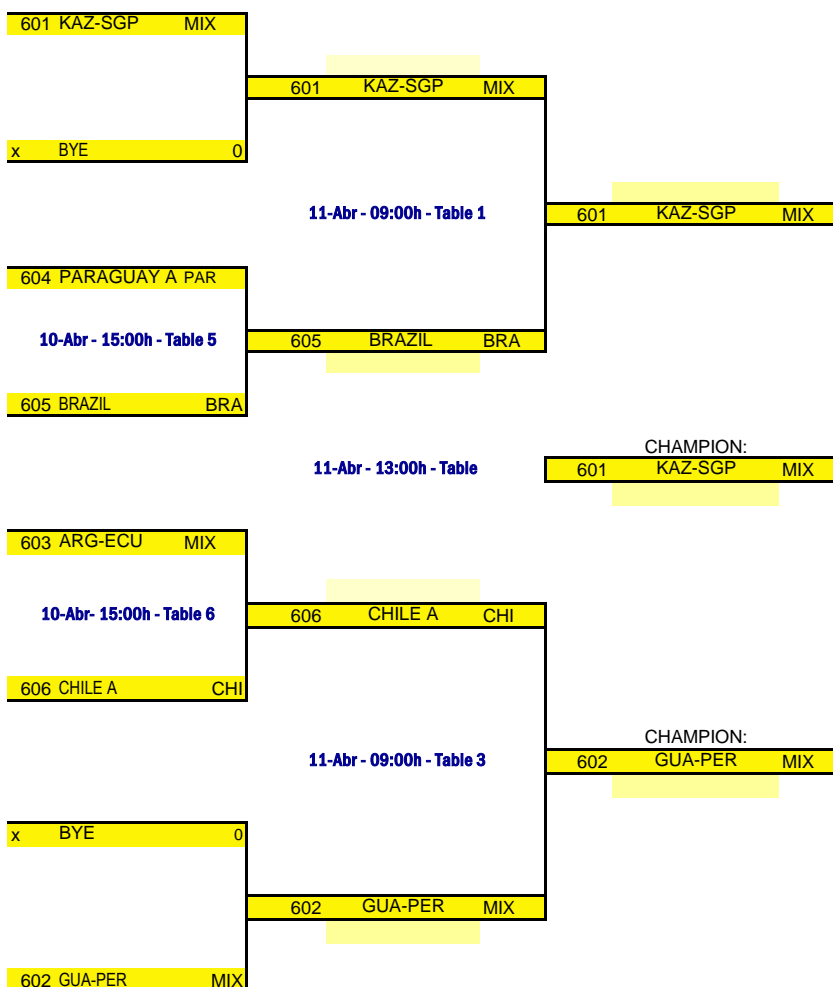 601 KAZ-SGP MIX
601 KAZ-SGP MIX
x BYE 0
11-Abr - 09:00h - Table 1
601 KAZ-SGP MIX
604 PARAGUAY A PAR
10-Abr - 15:00h - Table 5
605 BRAZIL BRA
605 BRAZIL BRA
CHAMPION:
11-Abr - 13:00h - Table
601 KAZ-SGP MIX
603 ARG-ECU MIX
10-Abr- 15:00h - Table 6
606 CHILE A CHI
606 CHILE A CHI
CHAMPION:
11-Abr - 09:00h - Table 3
602 GUA-PER MIX
x BYE 0
602 GUA-PER MIX
602 GUA-PER MIX